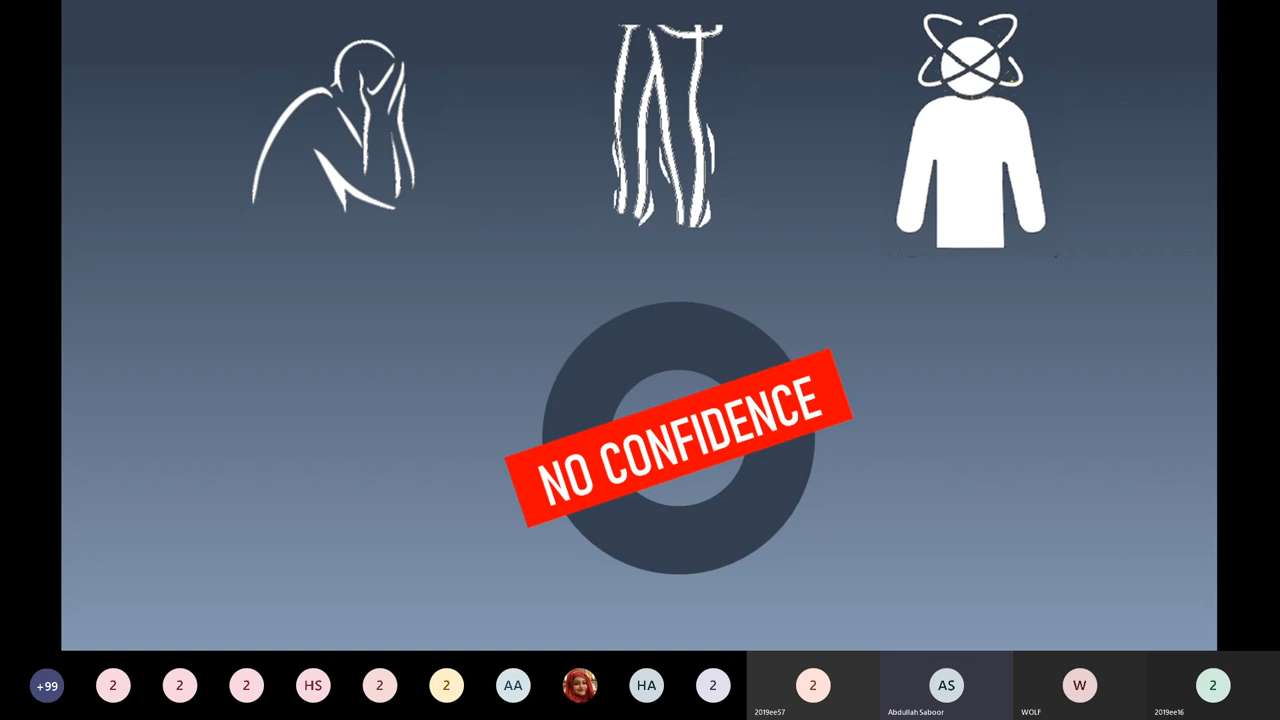 NO CONFIDENCE
+99
2
2
2
HS
2
2
AA
HA
2
2
2019ee57
AS
Abdullah Saboor
W
WOLF
2
2019ee16